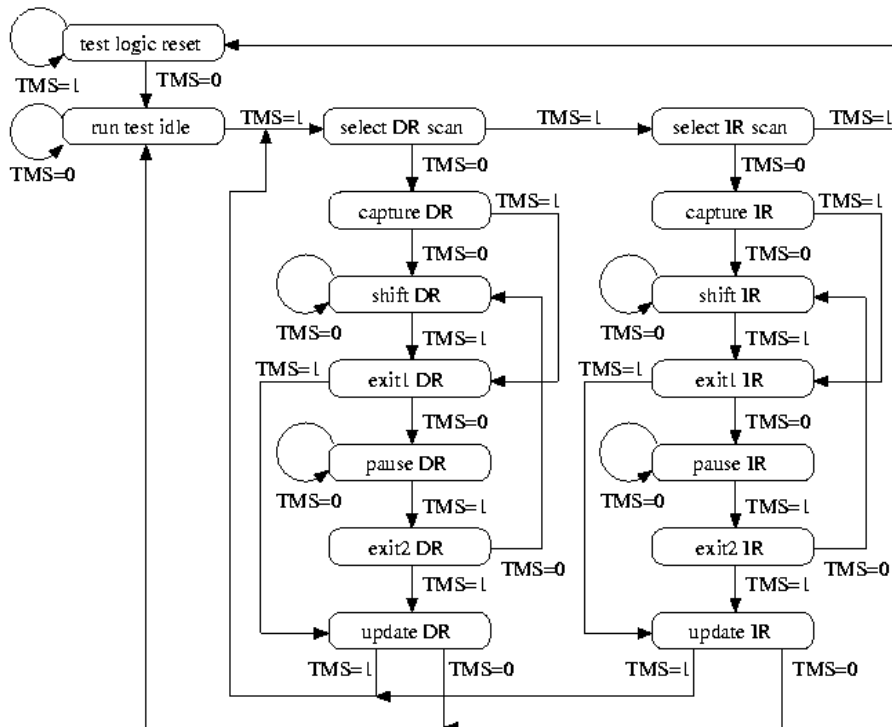 test logic reset
TMS=1
TMS=0
run test idle
TMS=0
TMS=1
select DR scan
TMS=1
select IR scan
TMS=1
TMS=0
TMS=0
capture DR
TMS=1
capture IR
TMS=1
TMS=0
TMS=0
shift DR
shift IR
TMS=0
TMS=1
TMS=0
TMS=1
TMS=1
exit1 DR
TMS=1
exit1 IR
TMS=0
TMS=0
pause DR
pause IR
TMS=0
TMS=1
TMS=0
TMS=1
exit2 DR
exit2 IR
TMS=1
TMS=0
TMS=1
TMS=0
update DR
update IR
TMS=1
TMS=0
TMS=1
TMS=0